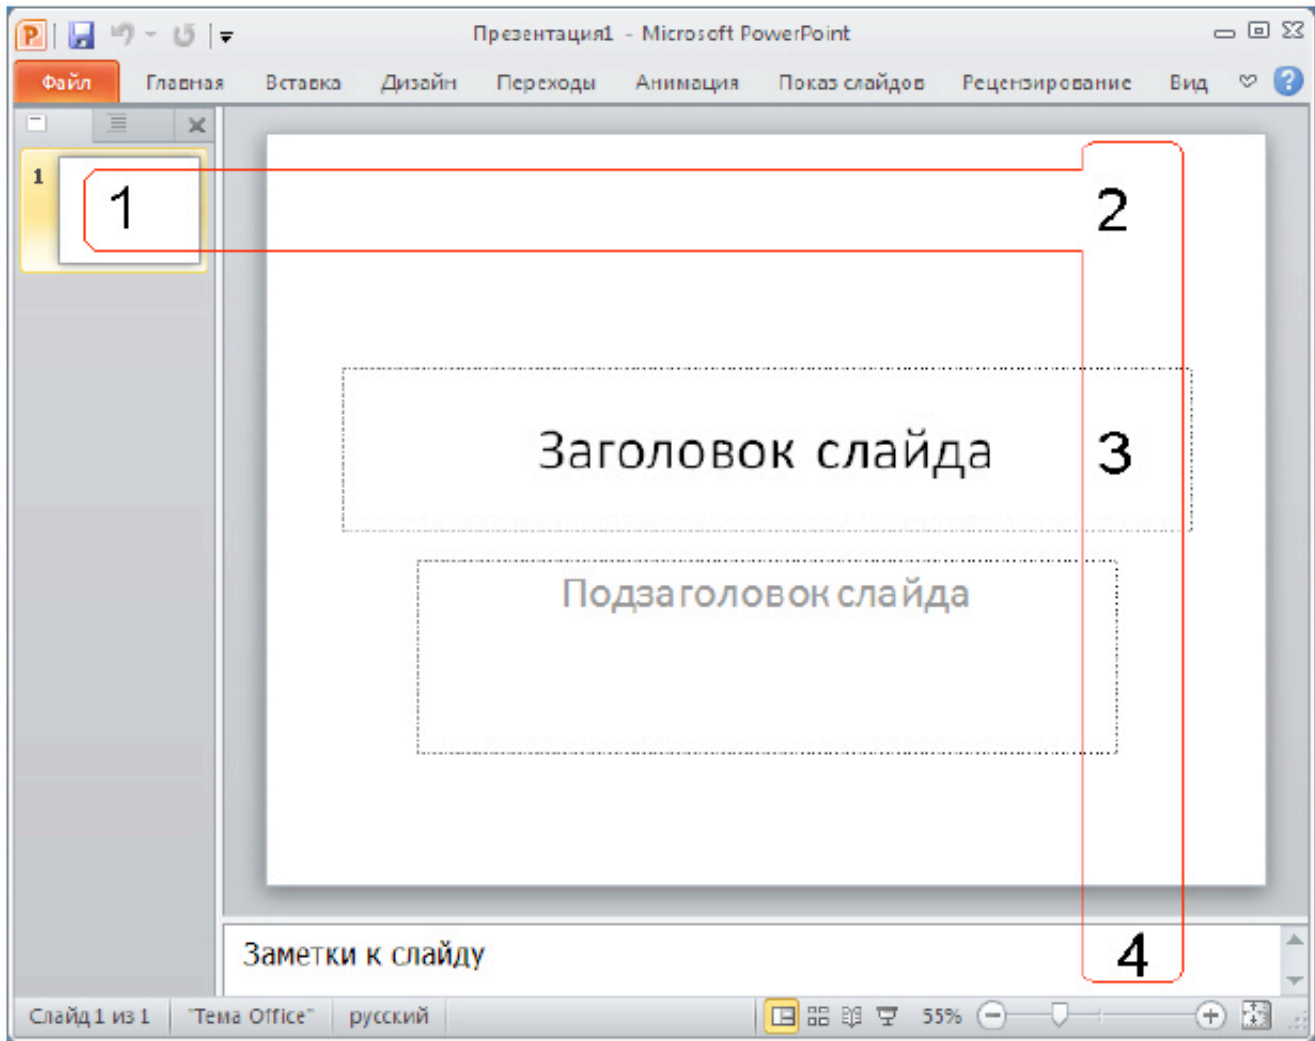 Презентация1 - Microsoft PowerPoint
Файл Главная Вставка Дизайн Переходы Анимация Показ слайдов Рецензирование Вид
1
1
2
Заголовок слайда
3
Подзаголовок слайда
Заметки к слайду
4
Слайд 1 из 1 "Тема Office" русский 55%